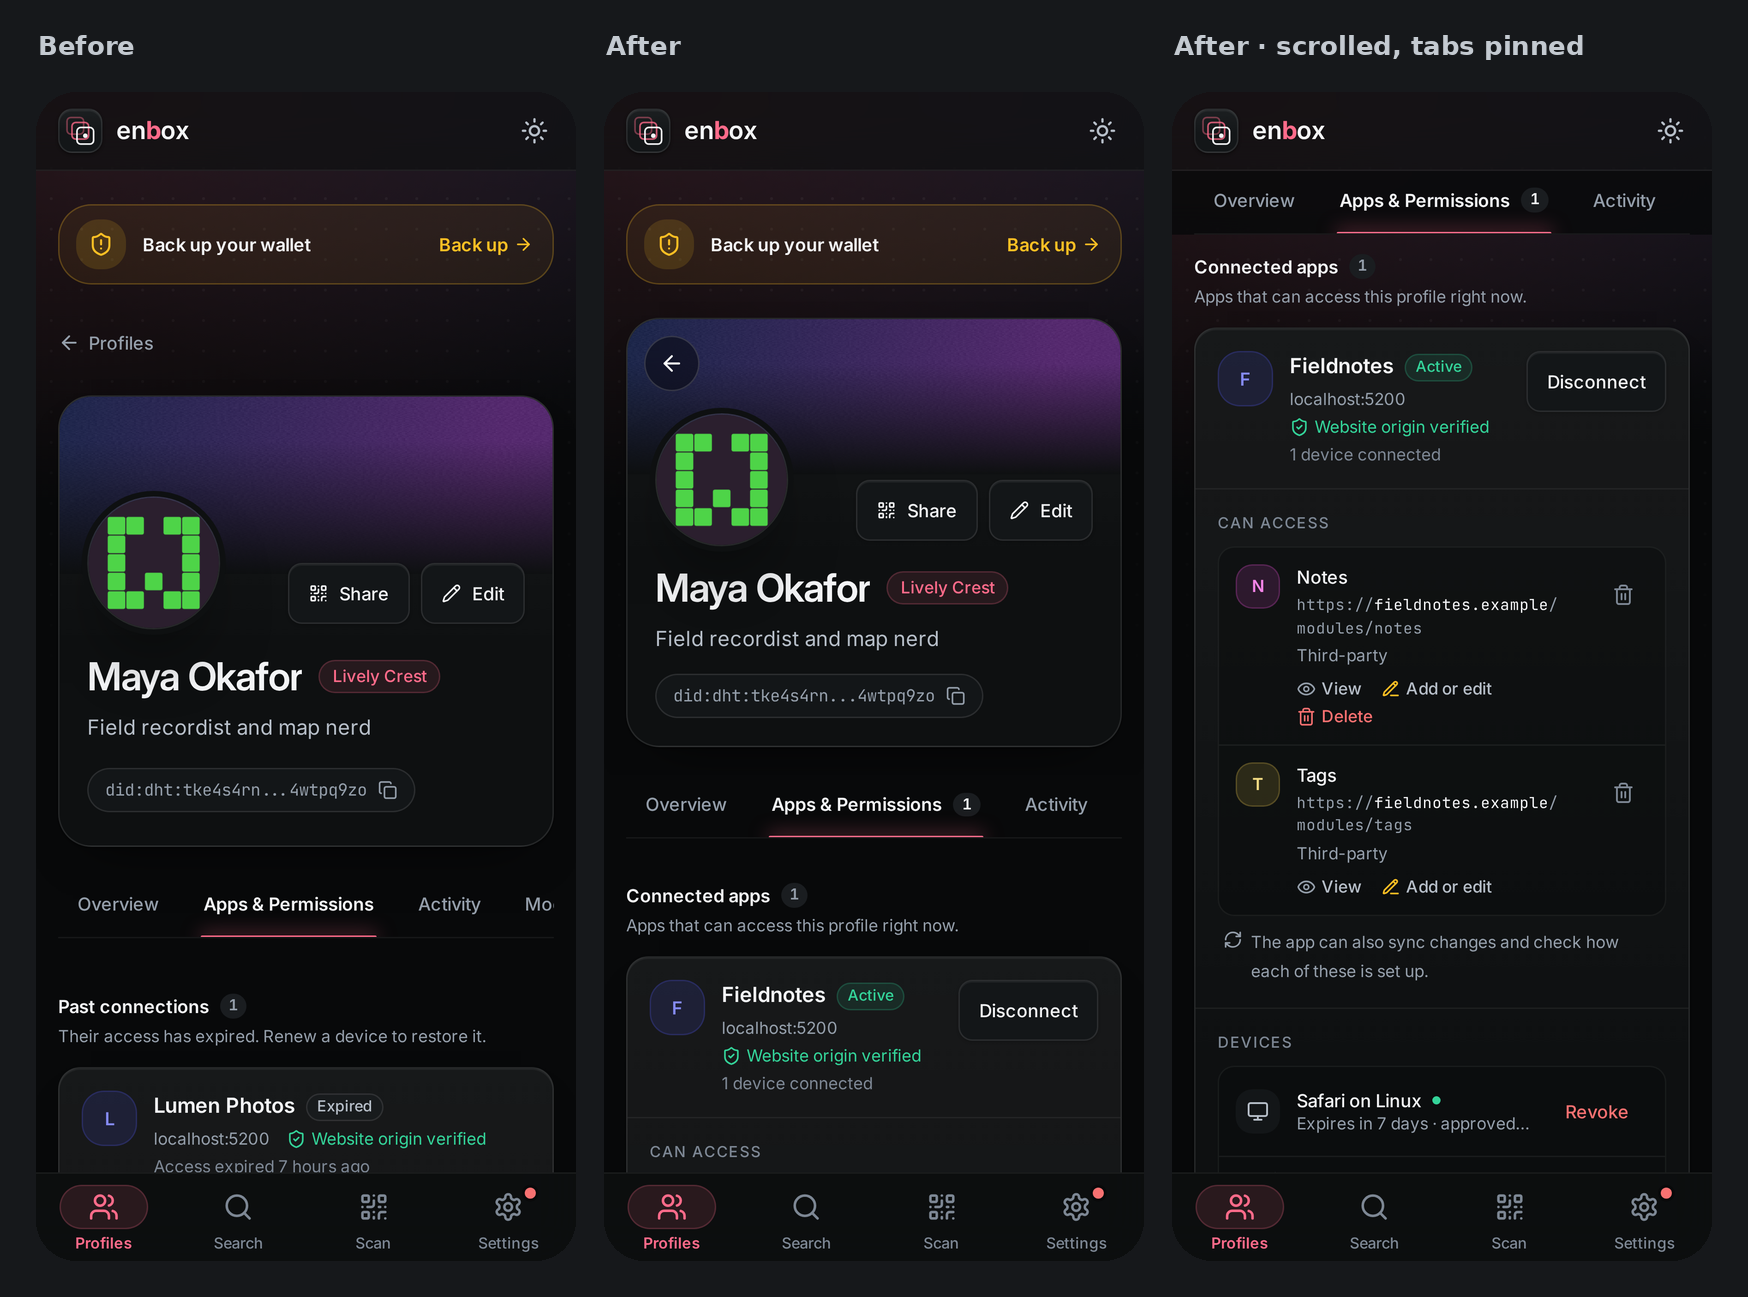 Before
enbox
Back up your wallet
Back up →
← Profiles
Share
Edit
Maya Okafor
Lively Crest
Field recordist and map nerd
did:dht:tke4s4rn...4wtpq9zo
Overview
Apps & Permissions
Activity
Mo
Past connections 1
Their access has expired. Renew a device to restore it.
L
Lumen Photos
Expired
localhost:5200
Website origin verified
Access expired 7 hours ago
Profiles
Search
Scan
Settings
After
enbox
Back up your wallet
Back up →
Share
Edit
Maya Okafor
Lively Crest
Field recordist and map nerd
did:dht:tke4s4rn...4wtpq9zo
Overview
Apps & Permissions 1
Activity
Connected apps 1
Apps that can access this profile right now.
F
Fieldnotes
Active
Disconnect
localhost:5200
Website origin verified
1 device connected
CAN ACCESS
Profiles
Search
Scan
Settings
After · scrolled, tabs pinned
enbox
Overview
Apps & Permissions 1
Activity
Connected apps 1
Apps that can access this profile right now.
F
Fieldnotes
Active
Disconnect
localhost:5200
Website origin verified
1 device connected
CAN ACCESS
N
Notes
https://fieldnotes.example/
modules/notes
Third-party
View
Add or edit
Delete
T
Tags
https://fieldnotes.example/
modules/tags
Third-party
View
Add or edit
The app can also sync changes and check how
each of these is set up.
DEVICES
Safari on Linux
Expires in 7 days · approved...
Revoke
Profiles
Search
Scan
Settings